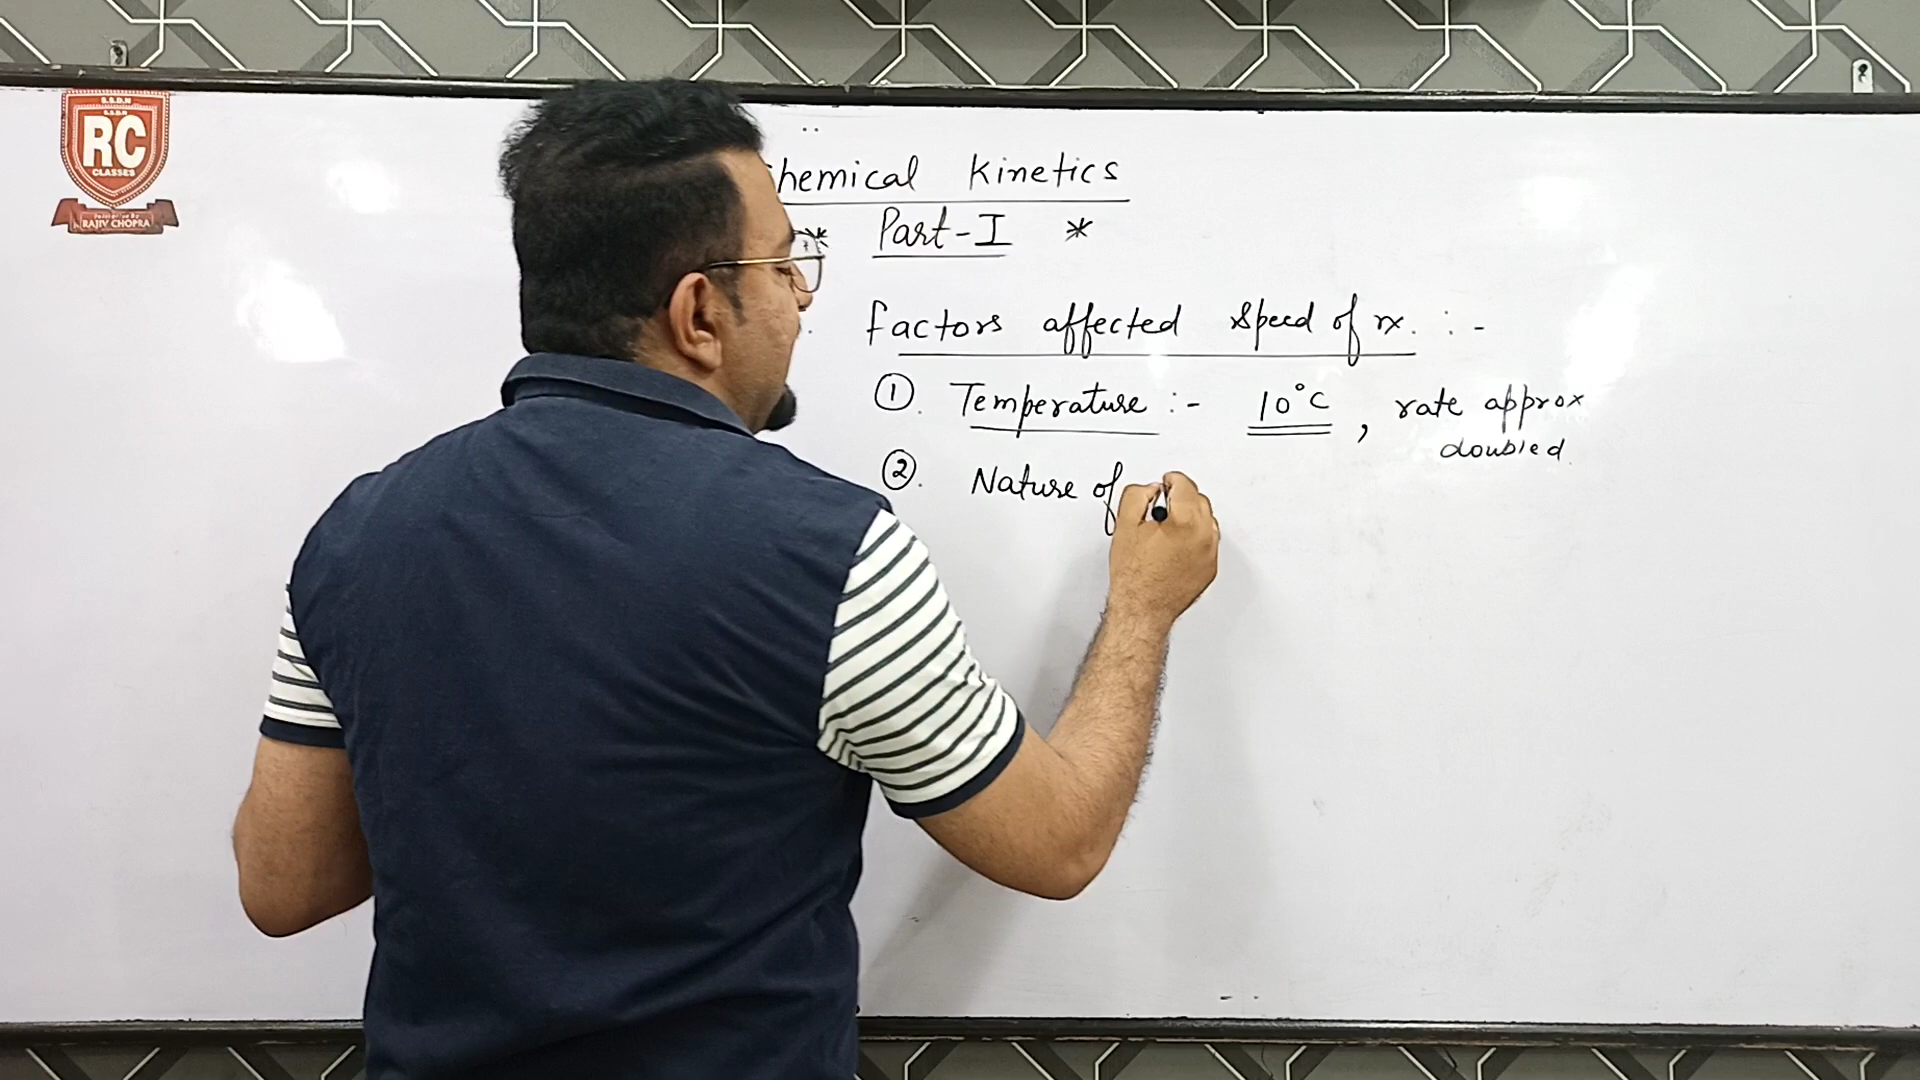 S.S.D.N
S.S.D.N
RC
CLASSES
RAJIV CHOPRA
hemical Kinetics
* Part-I *
factors affected speed of rx. : -
① . Temperature :- 10°C , rate approx
doubled.
② . Nature of